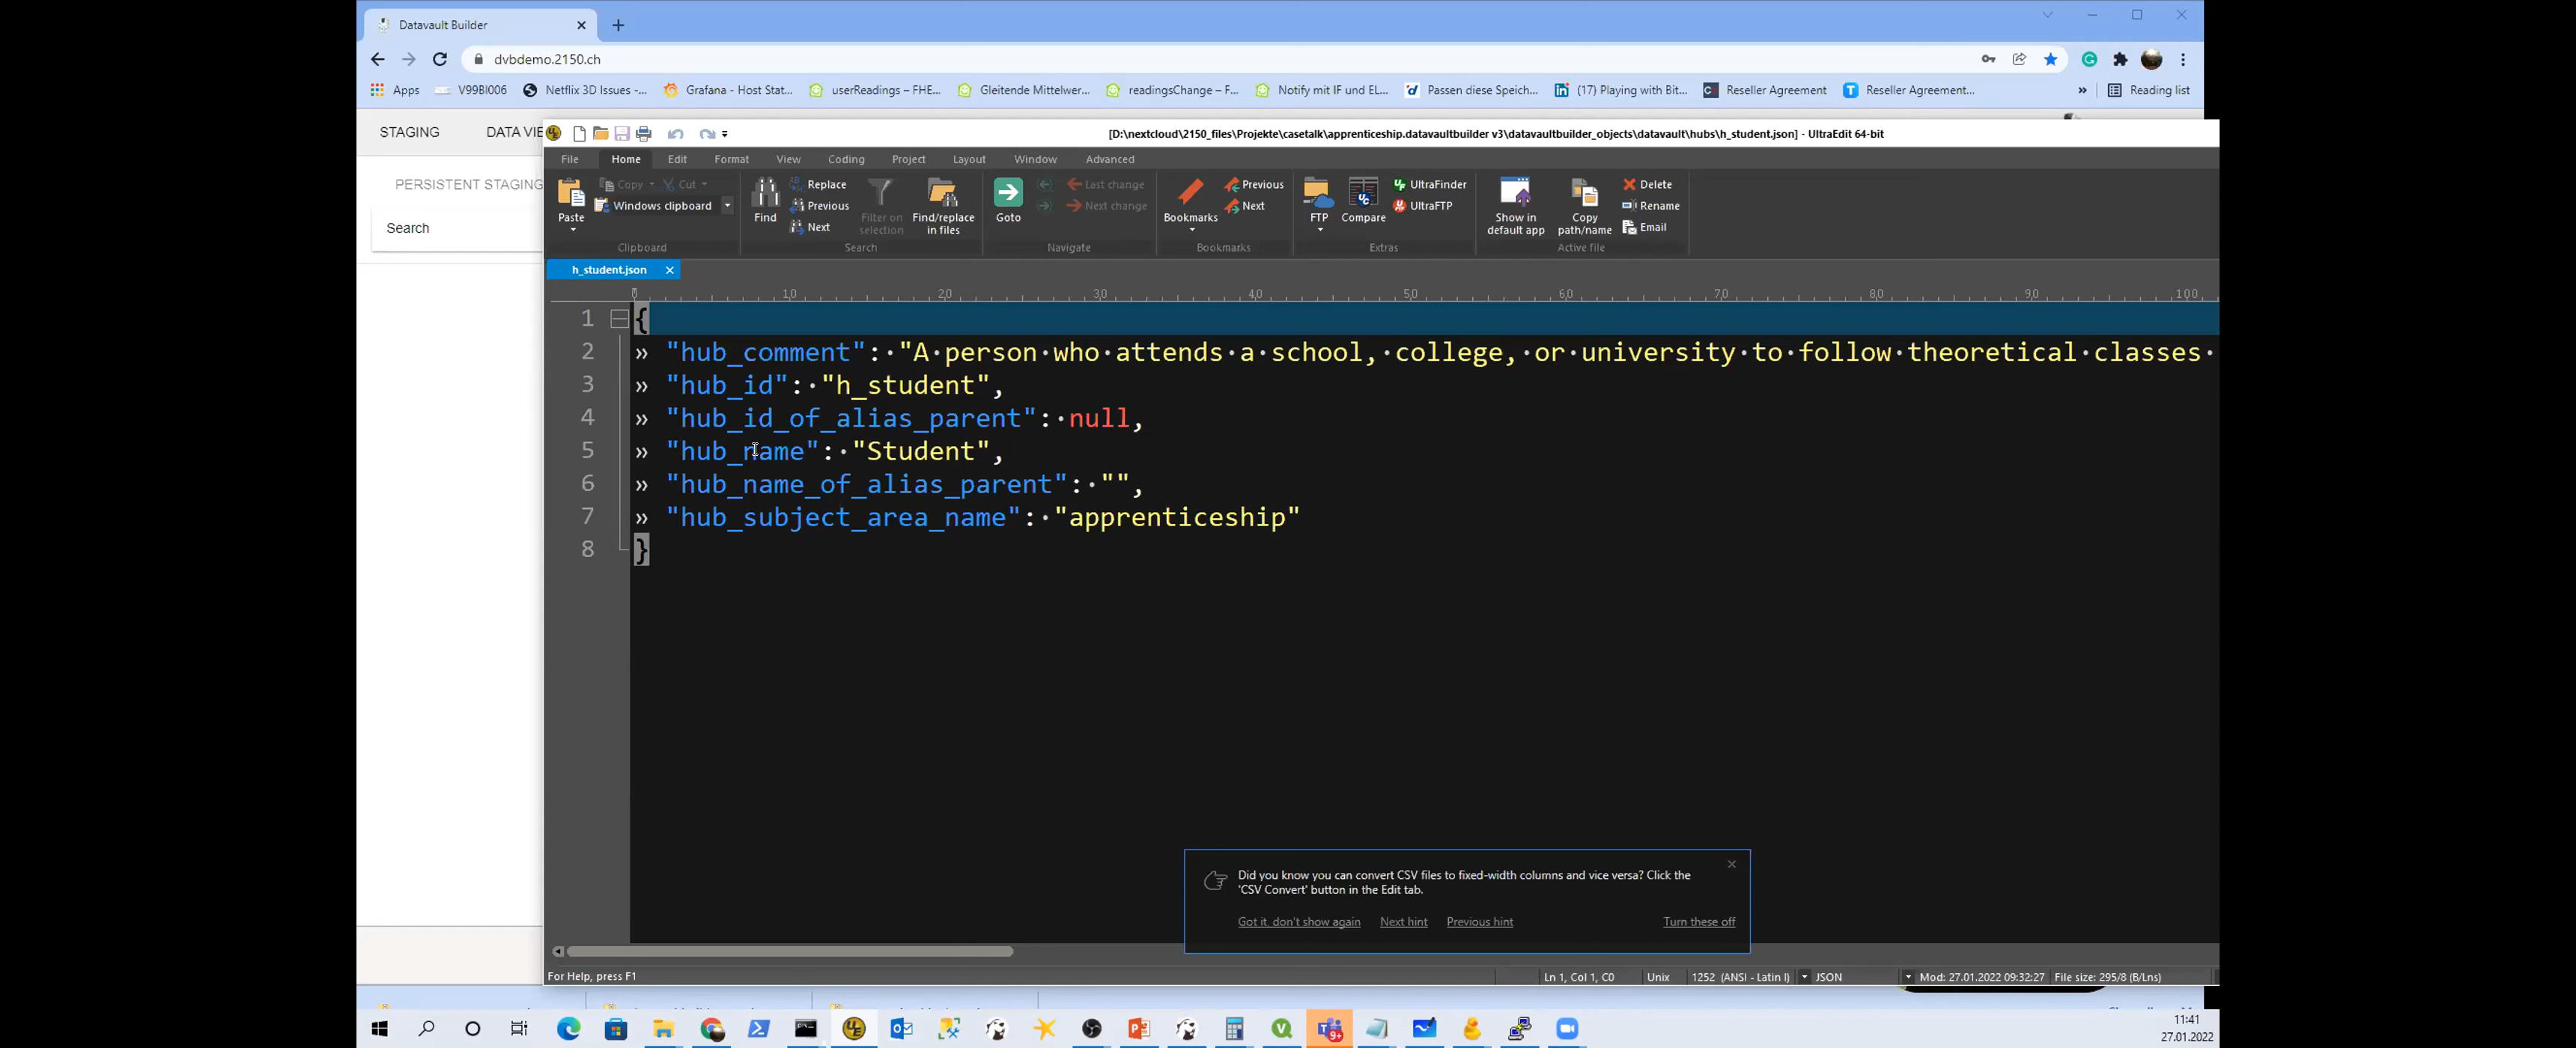 Datavault Builder
dvbdemo.2150.ch
Apps V99BI006 Netflix 3D Issues -... Grafana - Host Stat... userReadings – FHE... Gleitende Mittelwer... readingsChange – F... Notify mit IF und EL... Passen diese Speich... (17) Playing with Bit... Reseller Agreement Reseller Agreement... » Reading list
STAGING DATA VIE
PERSISTENT STAGING
Search
[D:\nextcloud\2150_files\Projekte\casetalk\apprenticeship.datavaultbuilder v3\datavaultbuilder_objects\datavault\hubs\h_student.json] - UltraEdit 64-bit
File Home Edit Format View Coding Project Layout Window Advanced
Paste Copy Cut Windows clipboard
Clipboard
Find Replace Previous Next Filter on selection Find/replace in files
Search
Goto Last change Next change
Navigate
Bookmarks Previous Next
Bookmarks
FTP Compare UltraFinder UltraFTP
Extras
Show in default app Copy path/name Delete Rename Email
Active file
h_student.json
0 10 20 30 40 50 60 70 80 90 100
1 {
2 » "hub_comment":·"A·person·who·attends·a·school,·college,·or·university·to·follow·theoretical·classes·
3 » "hub_id":·"h_student",
4 » "hub_id_of_alias_parent":·null,
5 » "hub_name":·"Student",
6 » "hub_name_of_alias_parent":·"",
7 » "hub_subject_area_name":·"apprenticeship"
8 }
Did you know you can convert CSV files to fixed-width columns and vice versa? Click the
'CSV Convert' button in the Edit tab.
Got it, don't show again Next hint Previous hint Turn these off
For Help, press F1 Ln 1, Col 1, C0 Unix 1252 (ANSI - Latin I) JSON Mod: 27.01.2022 09:32:27 File size: 295/8 (B/Lns)
9+
11:41
27.01.2022